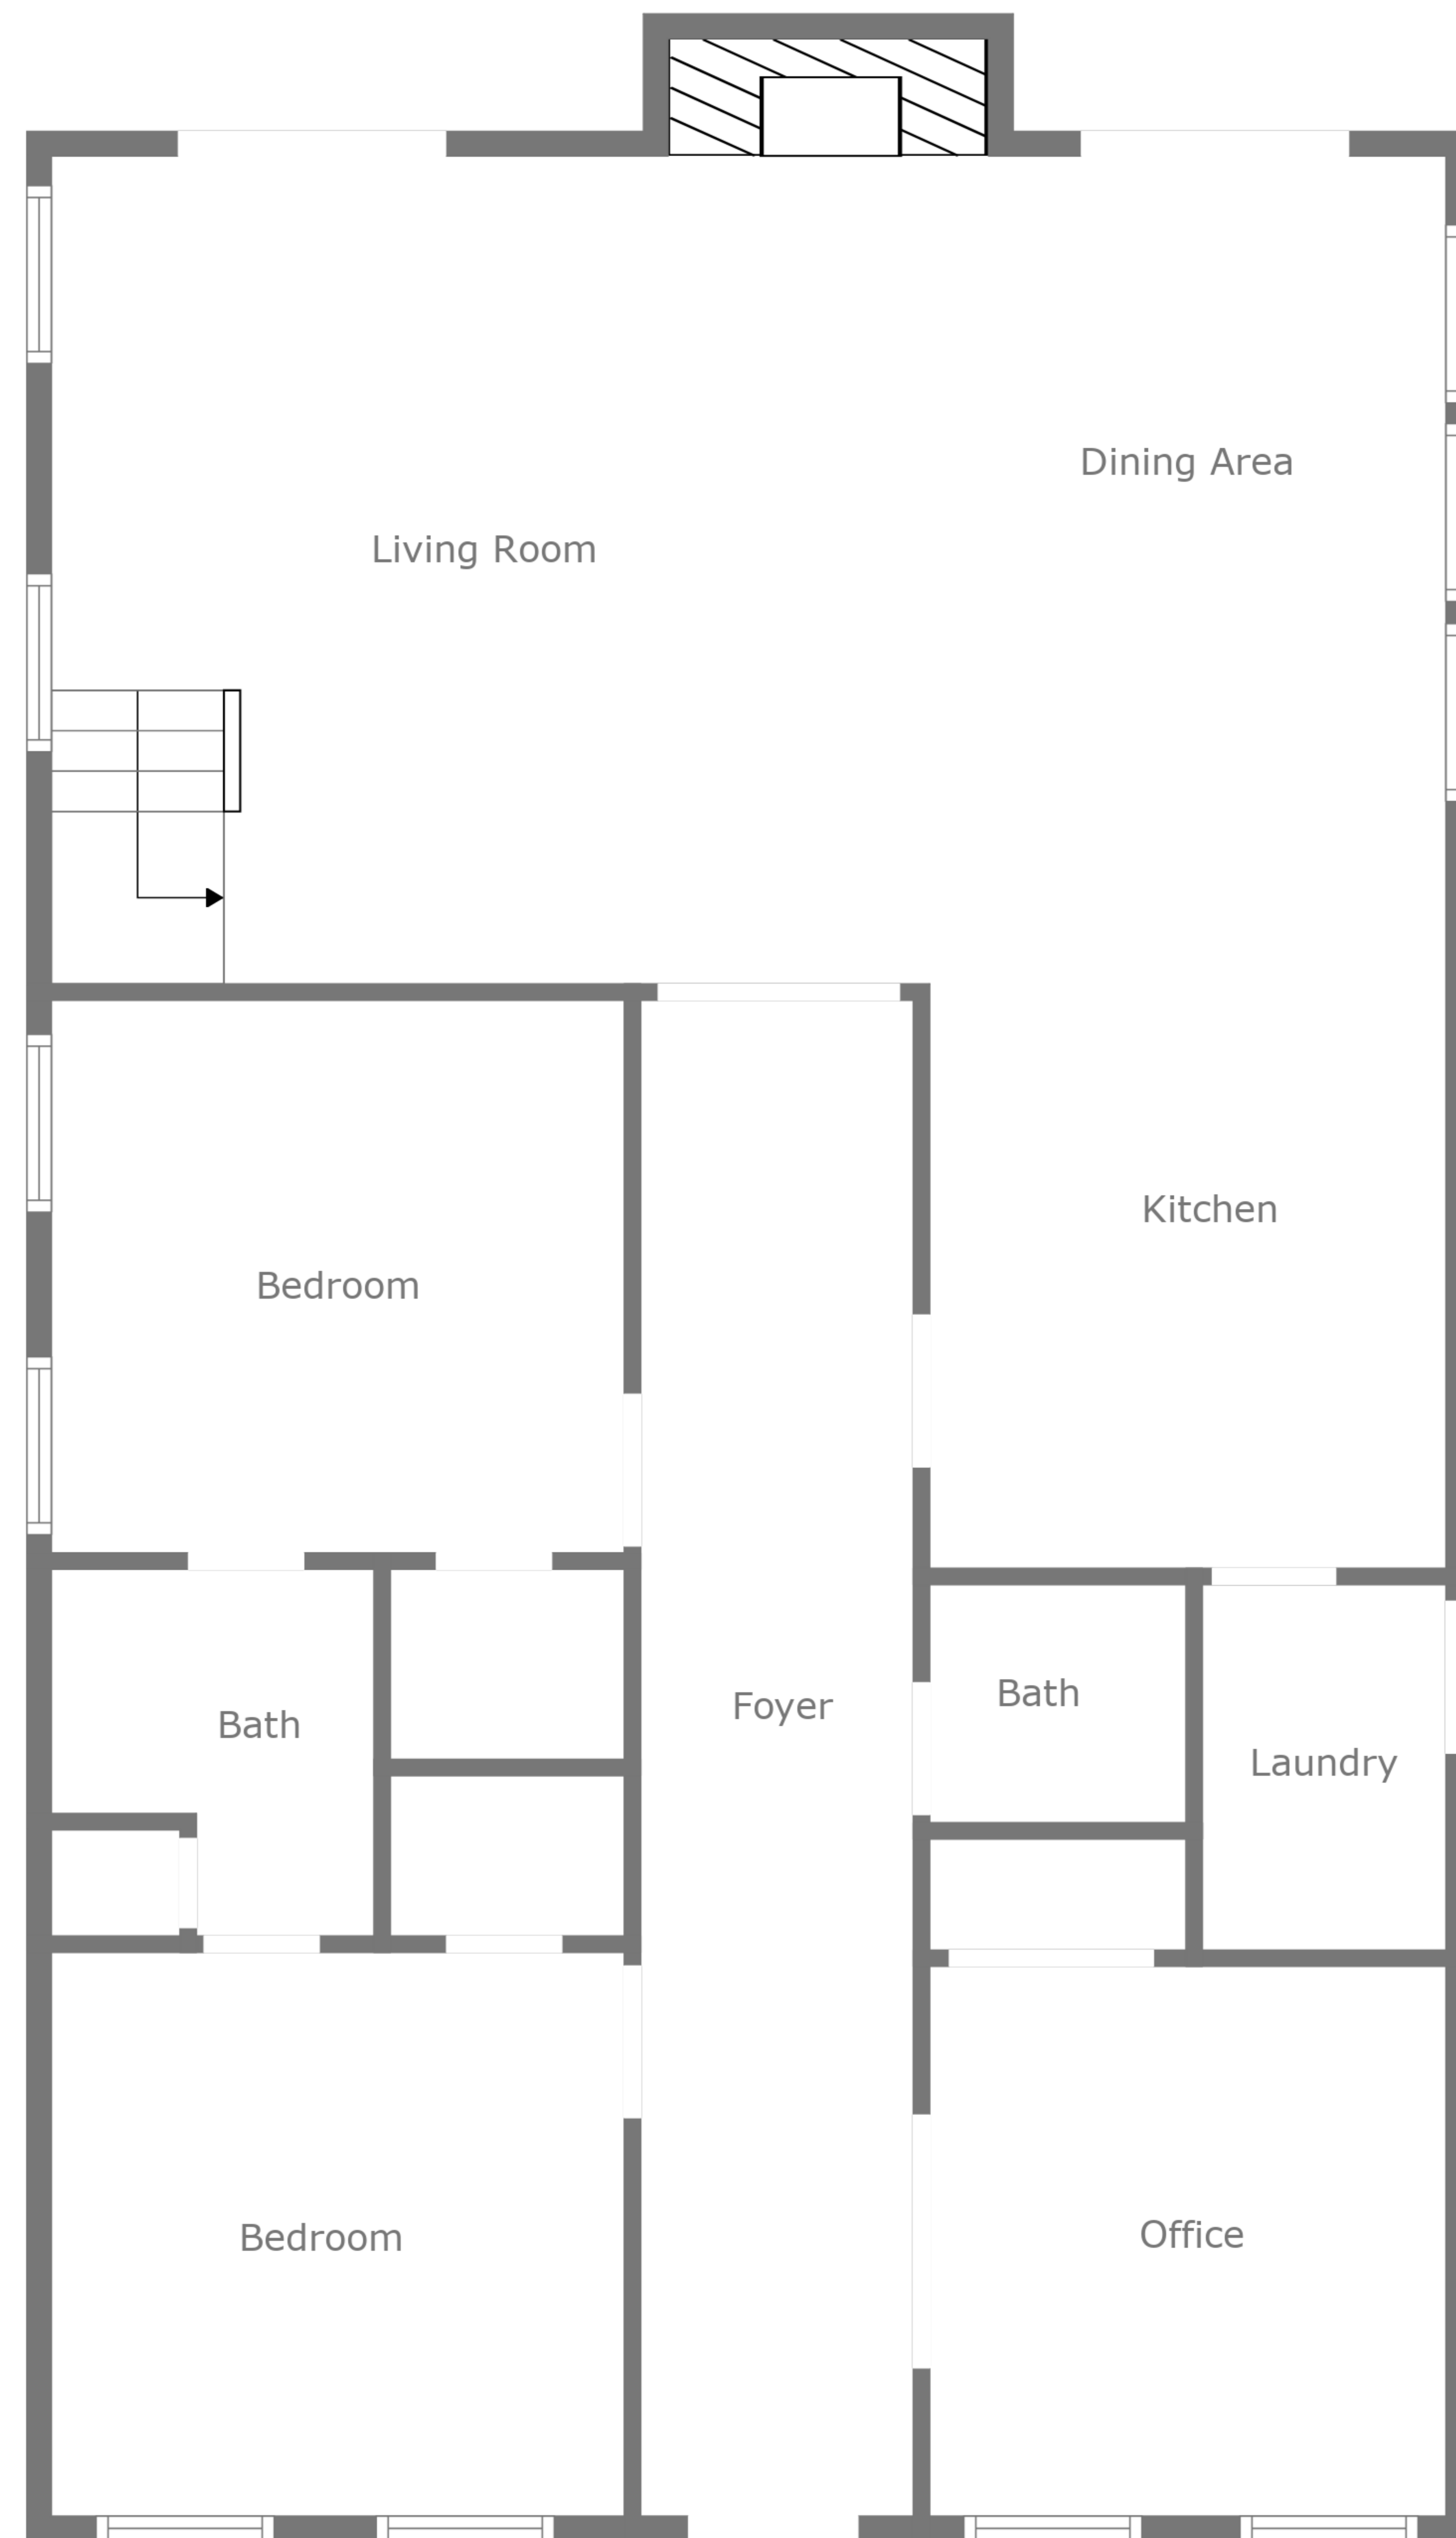 Dining Area
Living Room
Kitchen
Bedroom
Bath
Foyer
Bath
Laundry
Bedroom
Office